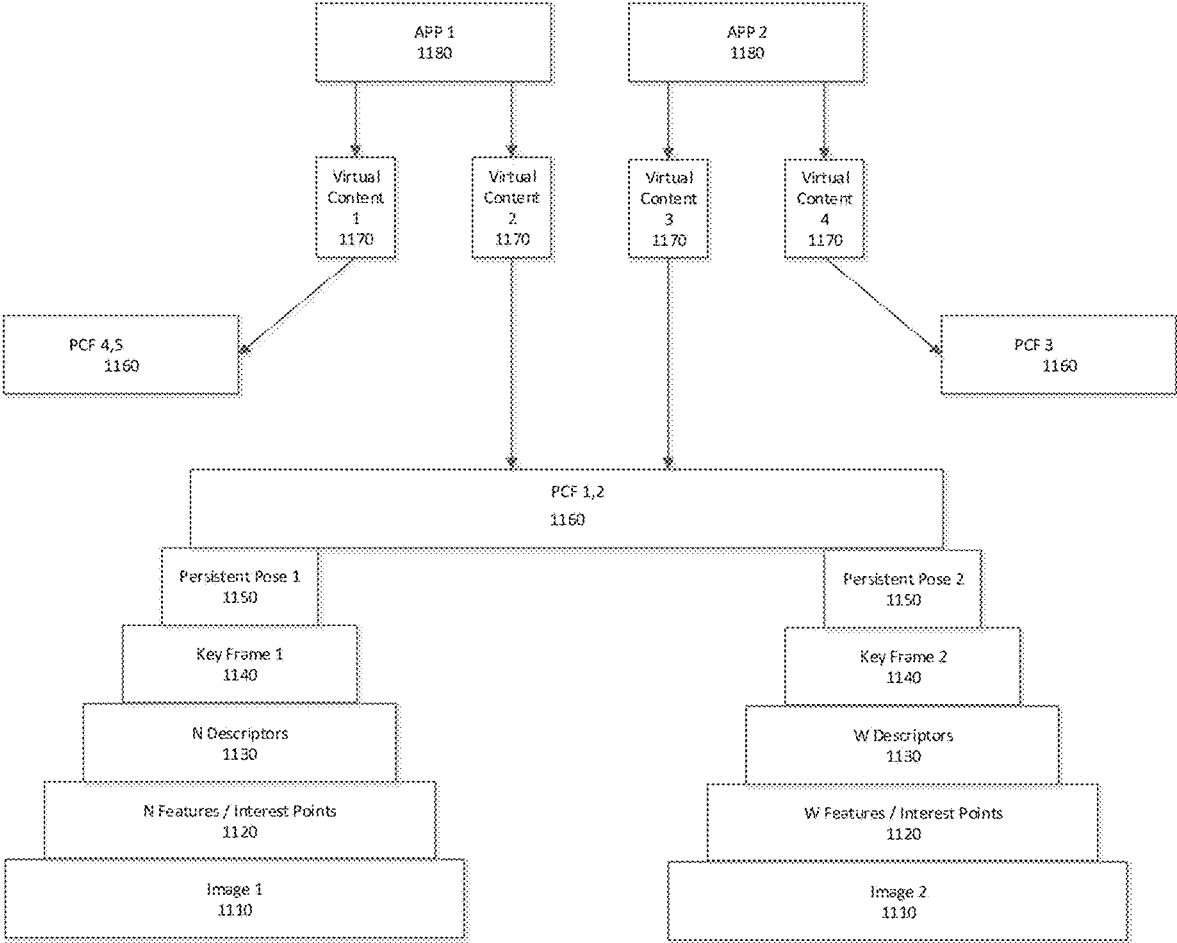 APP 1
1180
APP 2
1180
Virtual
Content
1
1170
Virtual
Content
2
1170
Virtual
Content
3
1170
Virtual
Content
4
1170
PCF 4,5
1160
PCF 3
1160
PCF 1,2
1160
Persistent Pose 1
1150
Persistent Pose 2
1150
Key Frame 1
1140
Key Frame 2
1140
N Descriptors
1130
W Descriptors
1130
N Features / Interest Points
1120
W Features / Interest Points
1120
Image 1
1110
Image 2
1110